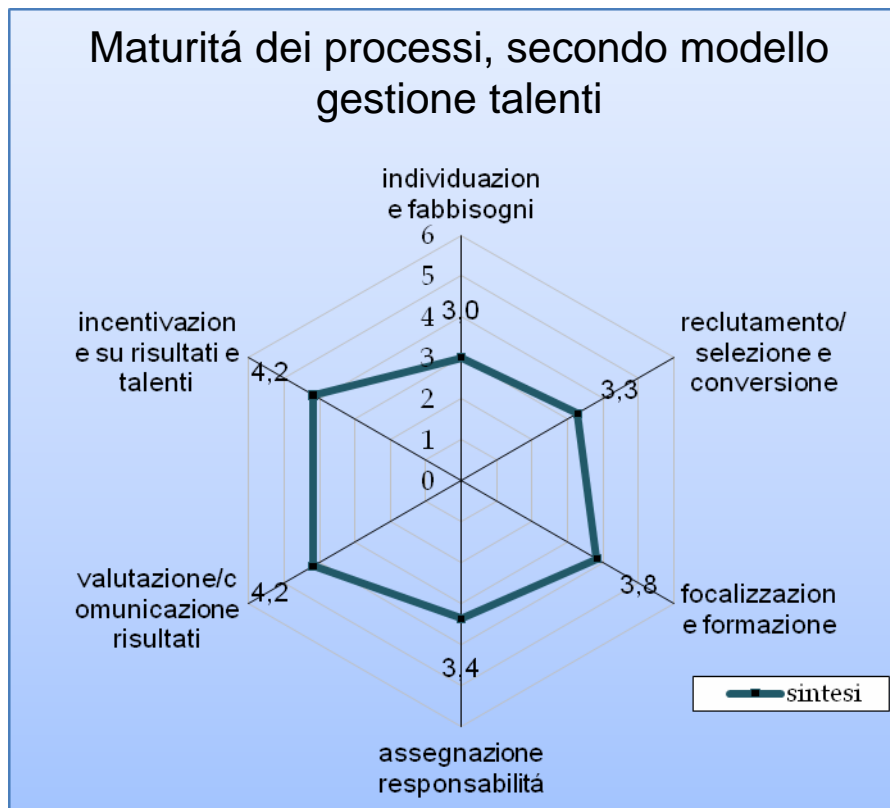 Maturitá dei processi, secondo modello
gestione talenti
individuazion
e fabbisogni
6
5
4
3
2
1
0
3,0
reclutamento/
selezione e
conversione
3,3
focalizzazion
e formazione
3,8
assegnazione
responsabilitá
3,4
valutazione/c
omunicazione
risultati
4,2
incentivazion
e su risultati e
talenti
4,2
sintesi